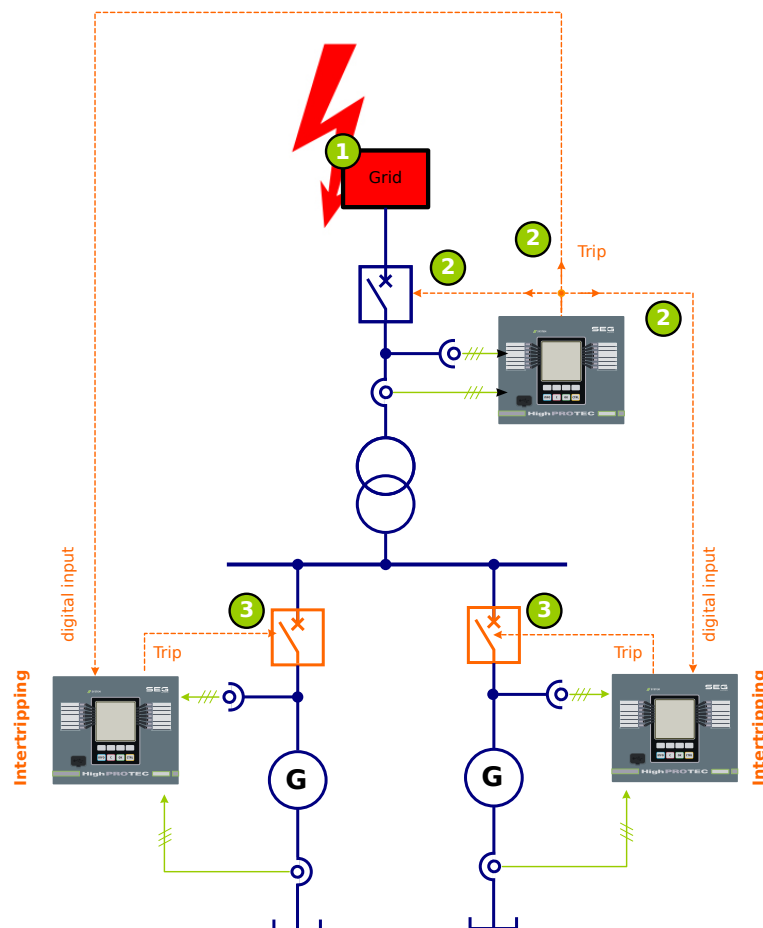 1
Grid
2
Trip
2
2
SEG
HighPROTEC
digital input
digital input
3
3
Trip
Trip
Intertripping
Intertripping
SEG
SEG
HighPROTEC
HighPROTEC
G
G